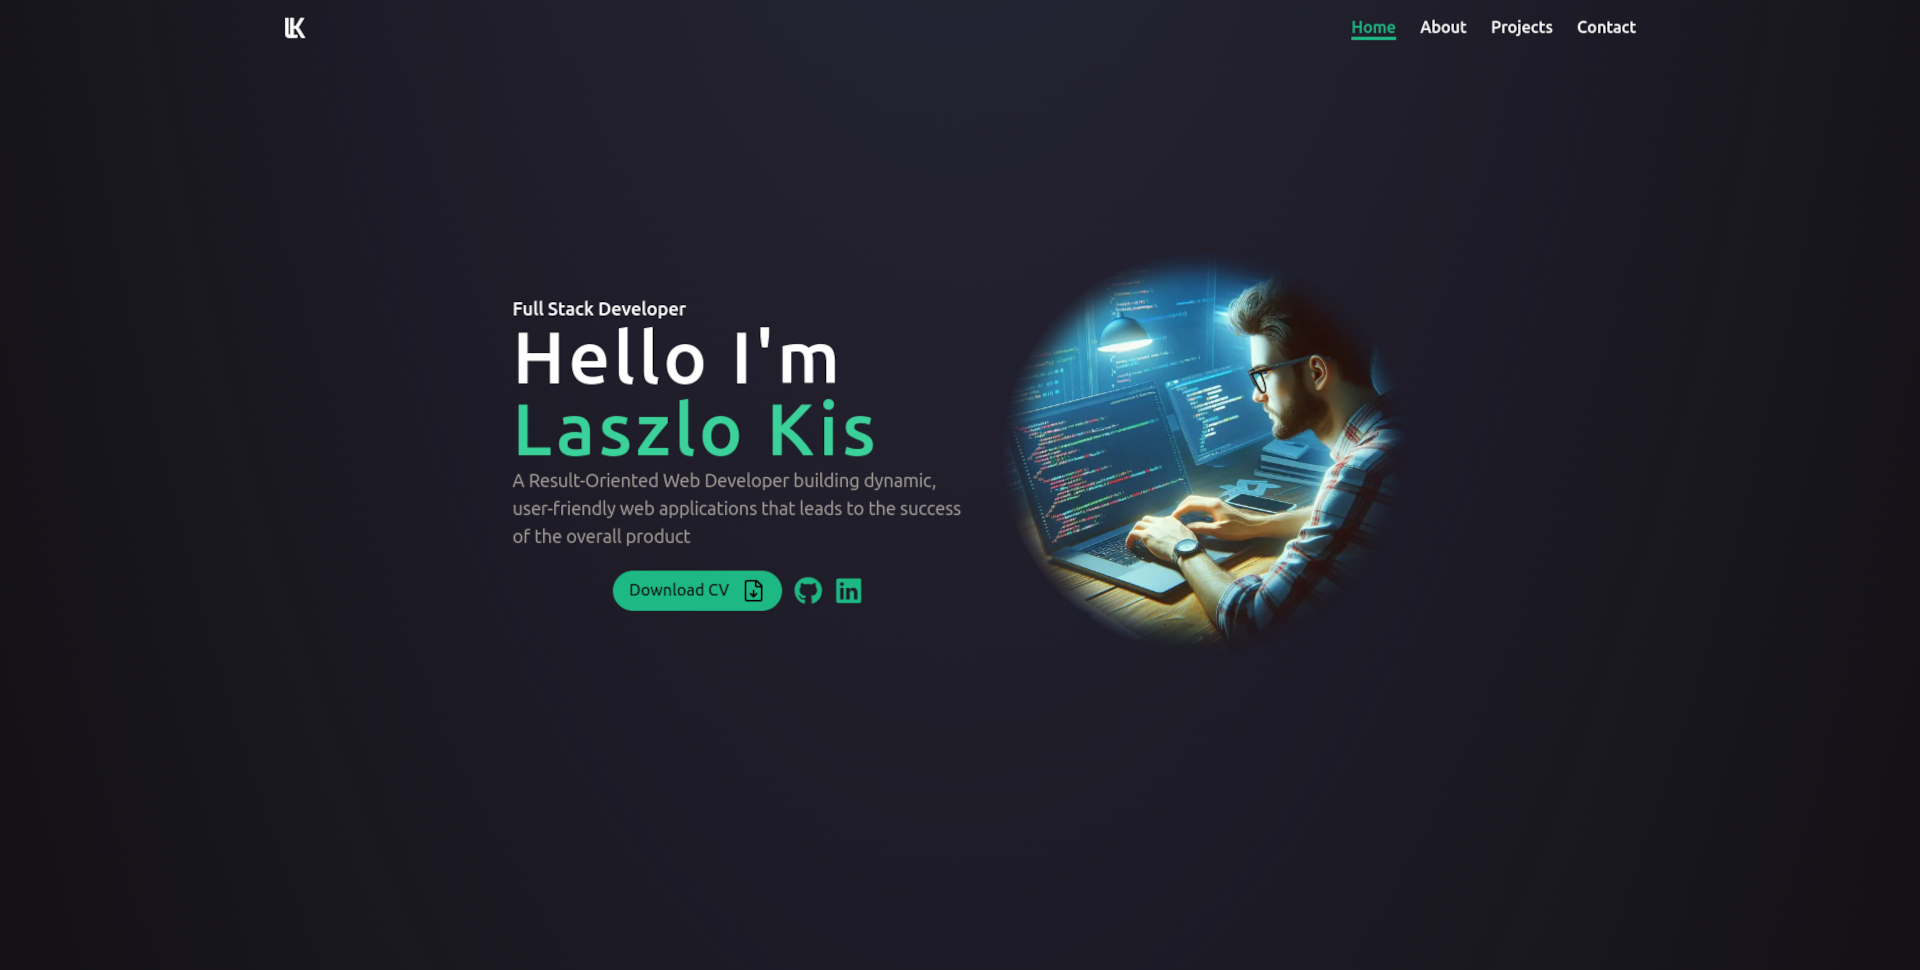 LK
Home About Projects Contact
Full Stack Developer
Hello I'm
Laszlo Kis
A Result-Oriented Web Developer building dynamic,
user-friendly web applications that leads to the success
of the overall product
Download CV
in